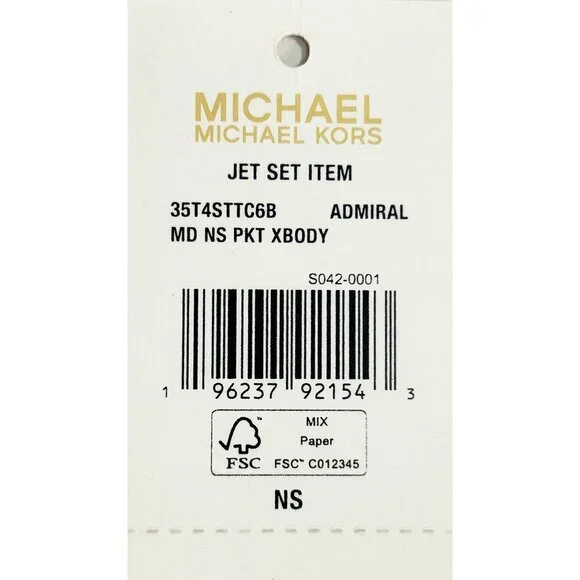 MICHAEL
MICHAEL KORS
JET SET ITEM
35T4STTC6B ADMIRAL
MD NS PKT XBODY
S042-0001
1 96237 92154 3
FSC
MIX
Paper
FSC™ C012345
NS